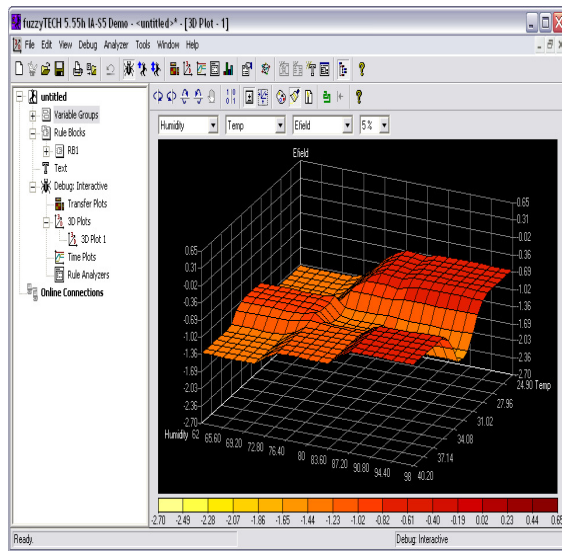 fuzzyTECH 5.55h IA-S5 Demo - <untitled>* - [3D Plot - 1]
File Edit View Debug Analyzer Tools Window Help
untitled
Variable Groups
Rule Blocks
RB1
Text
Debug: Interactive
Transfer Plots
3D Plots
3D Plot 1
Time Plots
Rule Analyzers
Online Connections
Humidity Temp Efield 5 %
Efield
0.65
0.31
-0.02
-0.36
-0.69
-1.02
-1.36
-1.69
-2.03
-2.36
-2.70
0.65
0.31
-0.02
-0.36
-0.69
-1.02
-1.36
-1.69
-2.03
-2.36
-2.70
Humidity 62 65.60 69.20 72.80 76.40 80 83.60 87.20 90.80 94.40 98
24.90 Temp
27.96
31.02
34.08
37.14
40.20
-2.70 -2.49 -2.28 -2.07 -1.86 -1.65 -1.44 -1.23 -1.02 -0.82 -0.61 -0.40 -0.19 0.02 0.23 0.44 0.65
Ready. Debug: Interactive